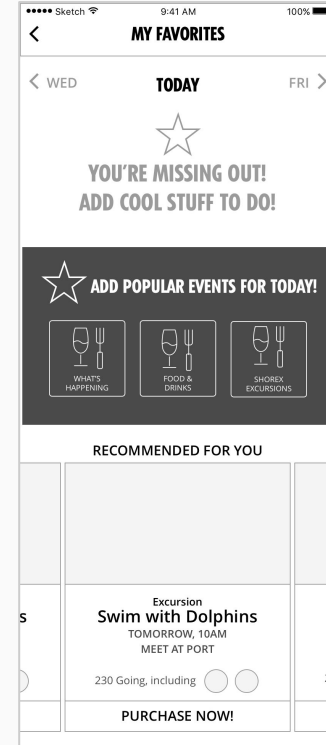 Sketch 9:41 AM 100%
MY FAVORITES
WED TODAY FRI
YOU'RE MISSING OUT!
ADD COOL STUFF TO DO!
ADD POPULAR EVENTS FOR TODAY!
WHAT'S
HAPPENING
FOOD &
DRINKS
SHOREX
EXCURSIONS
RECOMMENDED FOR YOU
Excursion
s Swim with Dolphins
TOMORROW, 10AM
MEET AT PORT
230 Going, including
PURCHASE NOW!